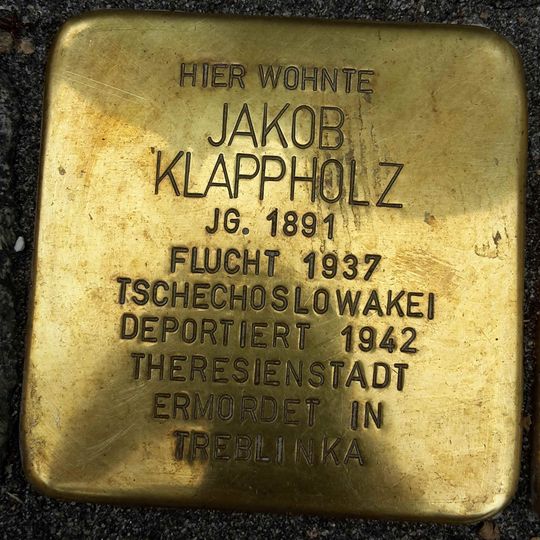 HIER WOHNTE
JAKOB
KLAPPHOLZ
JG. 1891
FLUCHT 1937
TSCHECHOSLOWAKEI
DEPORTIERT 1942
THERESIENSTADT
ERMORDET IN
TREBLINKA